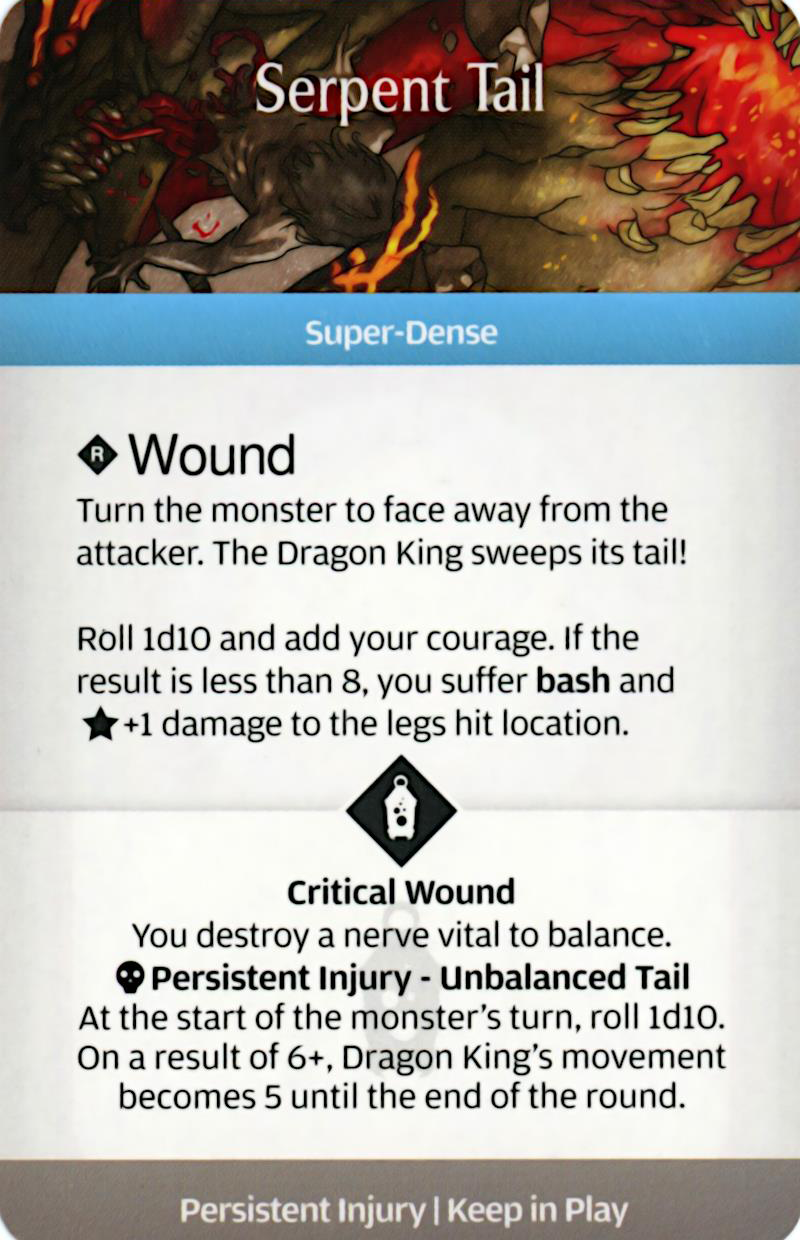 Serpent Tail
Super-Dense
R Wound
Turn the monster to face away from the
attacker. The Dragon King sweeps its tail!
Roll 1d10 and add your courage. If the
result is less than 8, you suffer bash and
★+1 damage to the legs hit location.
Critical Wound
You destroy a nerve vital to balance.
Persistent Injury - Unbalanced Tail
At the start of the monster's turn, roll 1d10.
On a result of 6+, Dragon King's movement
becomes 5 until the end of the round.
Persistent Injury | Keep in Play